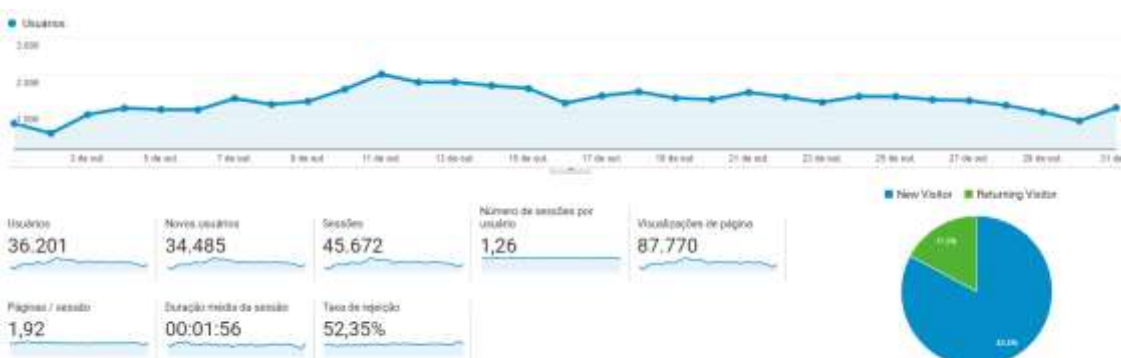 Usuários
3.000
2.000
1.000
3 de out
5 de out
7 de out
9 de out
11 de out
13 de out
15 de out
17 de out
19 de out
21 de out
23 de out
25 de out
27 de out
29 de out
31 de
New Visitor
Returning Visitor
Usuários
36.201
Novos usuários
34.485
Sessões
45.672
Número de sessões por
usuário
1,26
Visualizações de página
87.770
Páginas / sessão
1,92
Duração média da sessão
00:01:56
Taxa de rejeição
52,35%